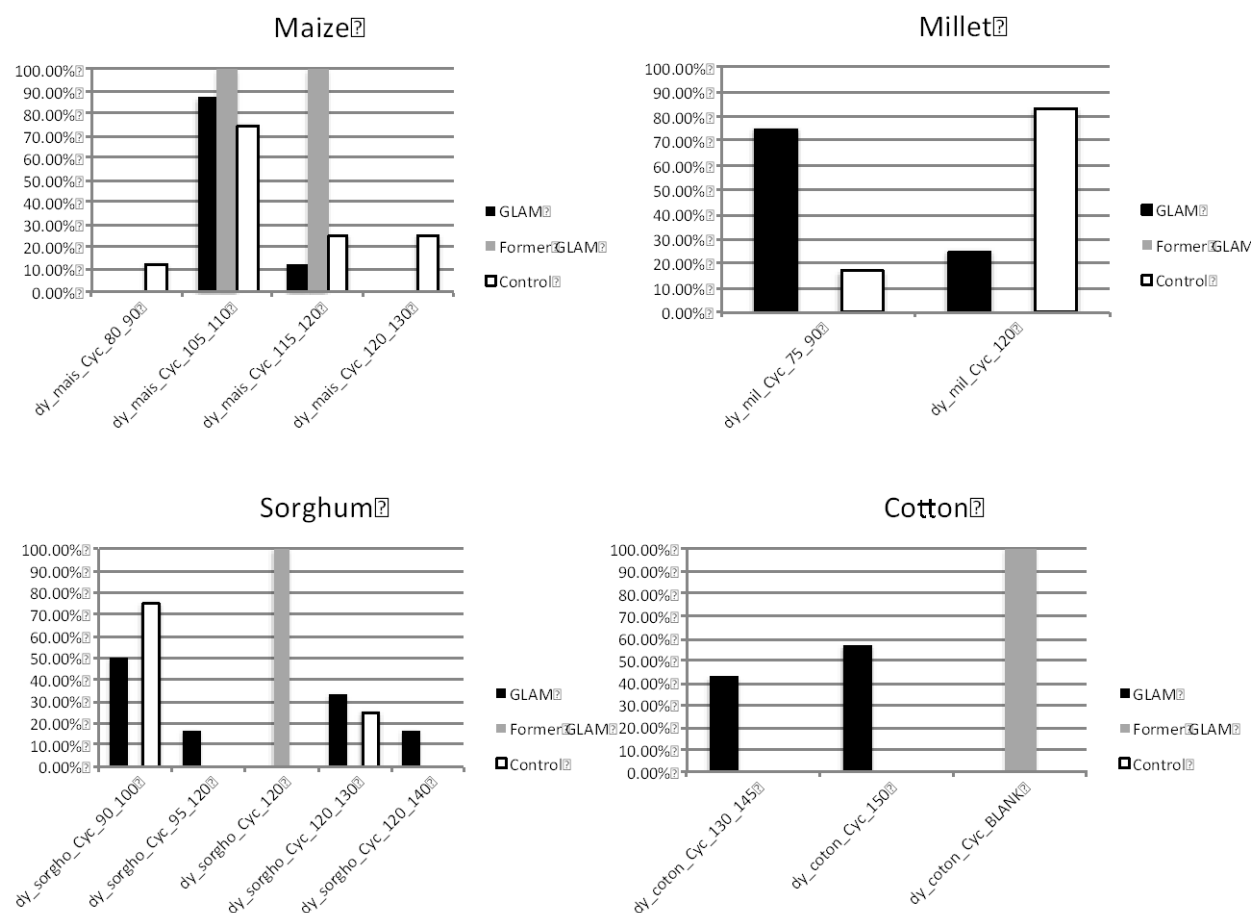 Maize⍰
100.00%⍰
90.00%⍰
80.00%⍰
70.00%⍰
60.00%⍰
50.00%⍰
40.00%⍰
30.00%⍰
20.00%⍰
10.00%⍰
0.00%⍰
dy_mais_Cyc_80_90⍰
dy_mais_Cyc_105_110⍰
dy_mais_Cyc_115_120⍰
dy_mais_Cyc_120_130⍰
GLAM⍰
Former⍰GLAM⍰
Control⍰
Millet⍰
100.00%⍰
90.00%⍰
80.00%⍰
70.00%⍰
60.00%⍰
50.00%⍰
40.00%⍰
30.00%⍰
20.00%⍰
10.00%⍰
0.00%⍰
dy_mil_Cyc_75_90⍰
dy_mil_Cyc_120⍰
GLAM⍰
Former⍰GLAM
Control⍰
Sorghum⍰
100.00%⍰
90.00%⍰
80.00%⍰
70.00%⍰
60.00%⍰
50.00%⍰
40.00%⍰
30.00%⍰
20.00%⍰
10.00%⍰
0.00%⍰
dy_sorgho_Cyc_90_100⍰
dy_sorgho_Cyc_95_120⍰
dy_sorgho_Cyc_120⍰
dy_sorgho_Cyc_120_130⍰
dy_sorgho_Cyc_120_140⍰
GLAM⍰
Former⍰GLAM⍰
Control⍰
Cotton⍰
100.00%⍰
90.00%⍰
80.00%⍰
70.00%⍰
60.00%⍰
50.00%⍰
40.00%⍰
30.00%⍰
20.00%⍰
10.00%⍰
0.00%⍰
dy_coton_Cyc_130_145⍰
dy_coton_Cyc_150⍰
dy_coton_Cyc_BLANK⍰
GLAM⍰
Former⍰GLAM⍰
Control⍰